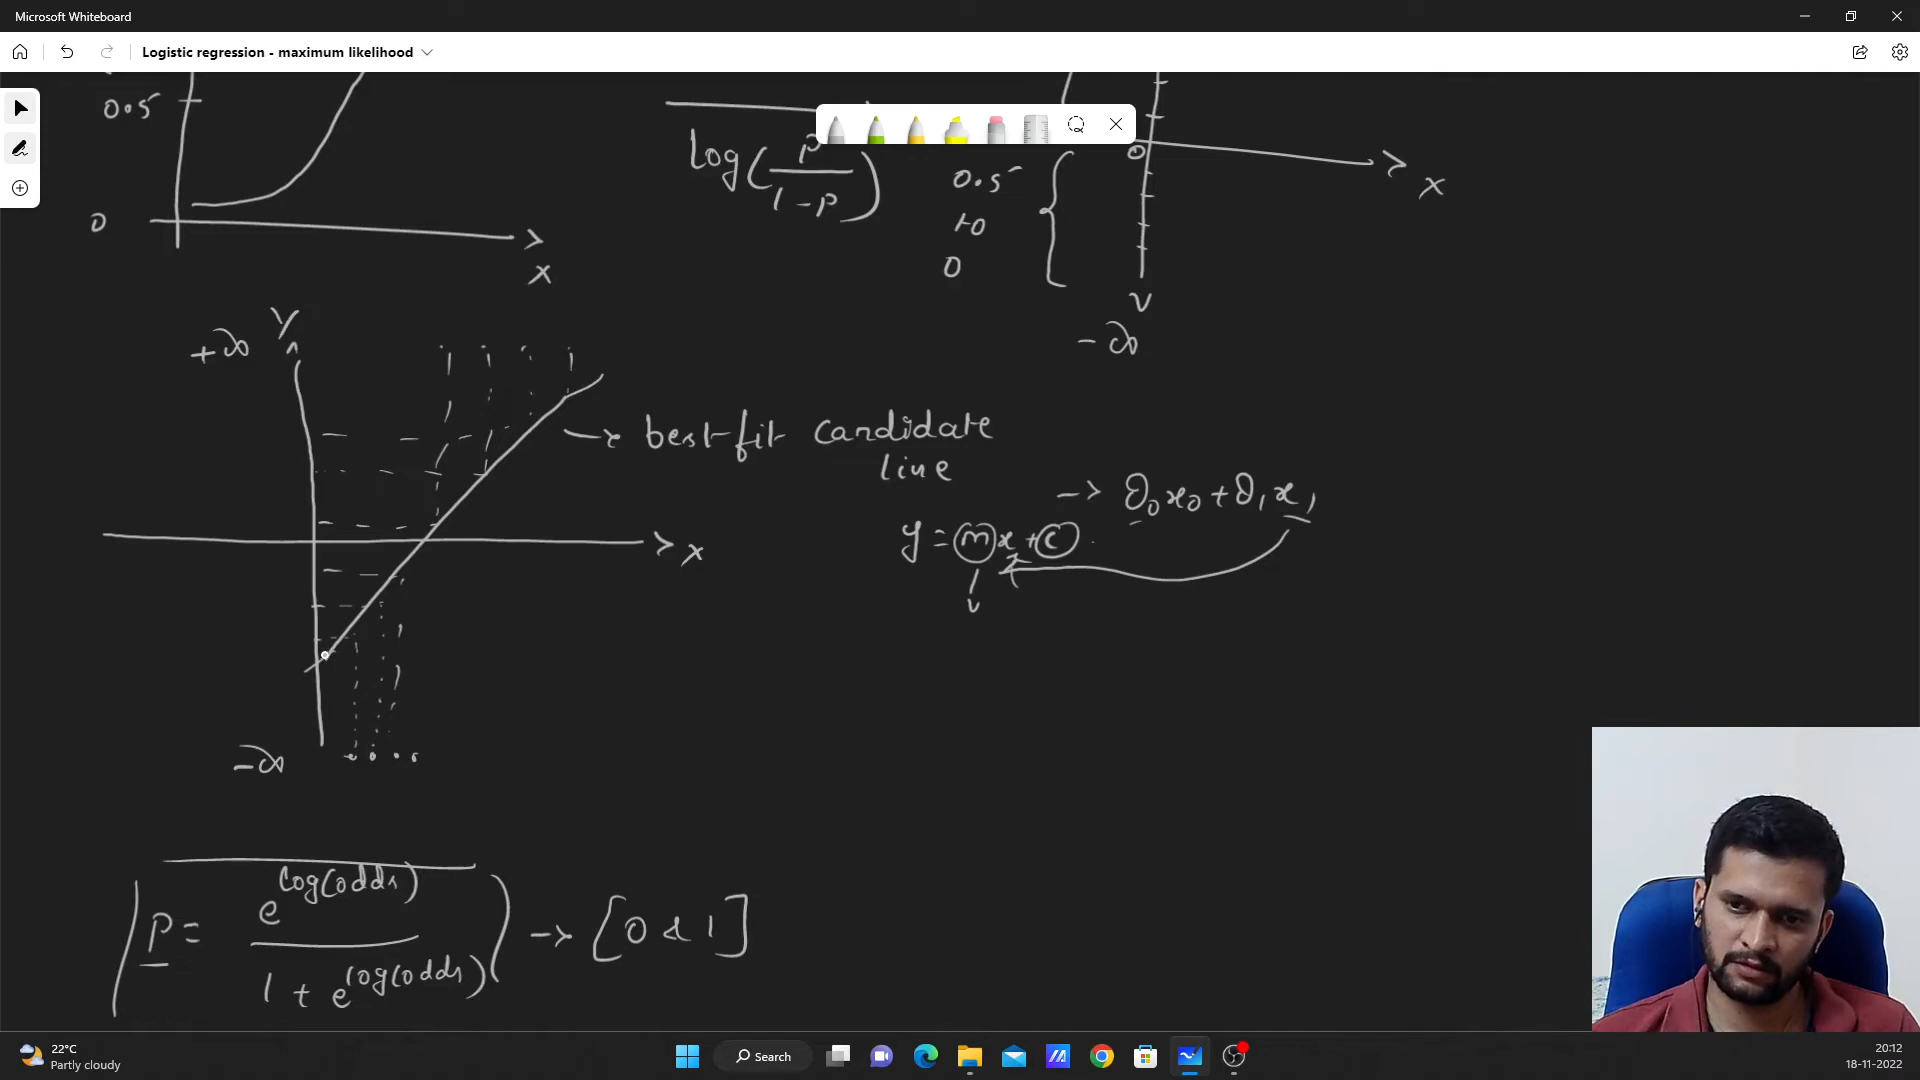 Microsoft Whiteboard
Logistic regression - maximum likelihood
0.5
0
x
log(p/1-p)
0.5
to
0
0
x
-∞
+∞
y
best-fit candidate
line
-> θ₀x₀+θ₁x₁
y = mx+c
x
-∞
P = e^log(odds) / 1 + e^log(odds) -> [0 & 1]
22°C
Partly cloudy
Search
20:12
18-11-2022